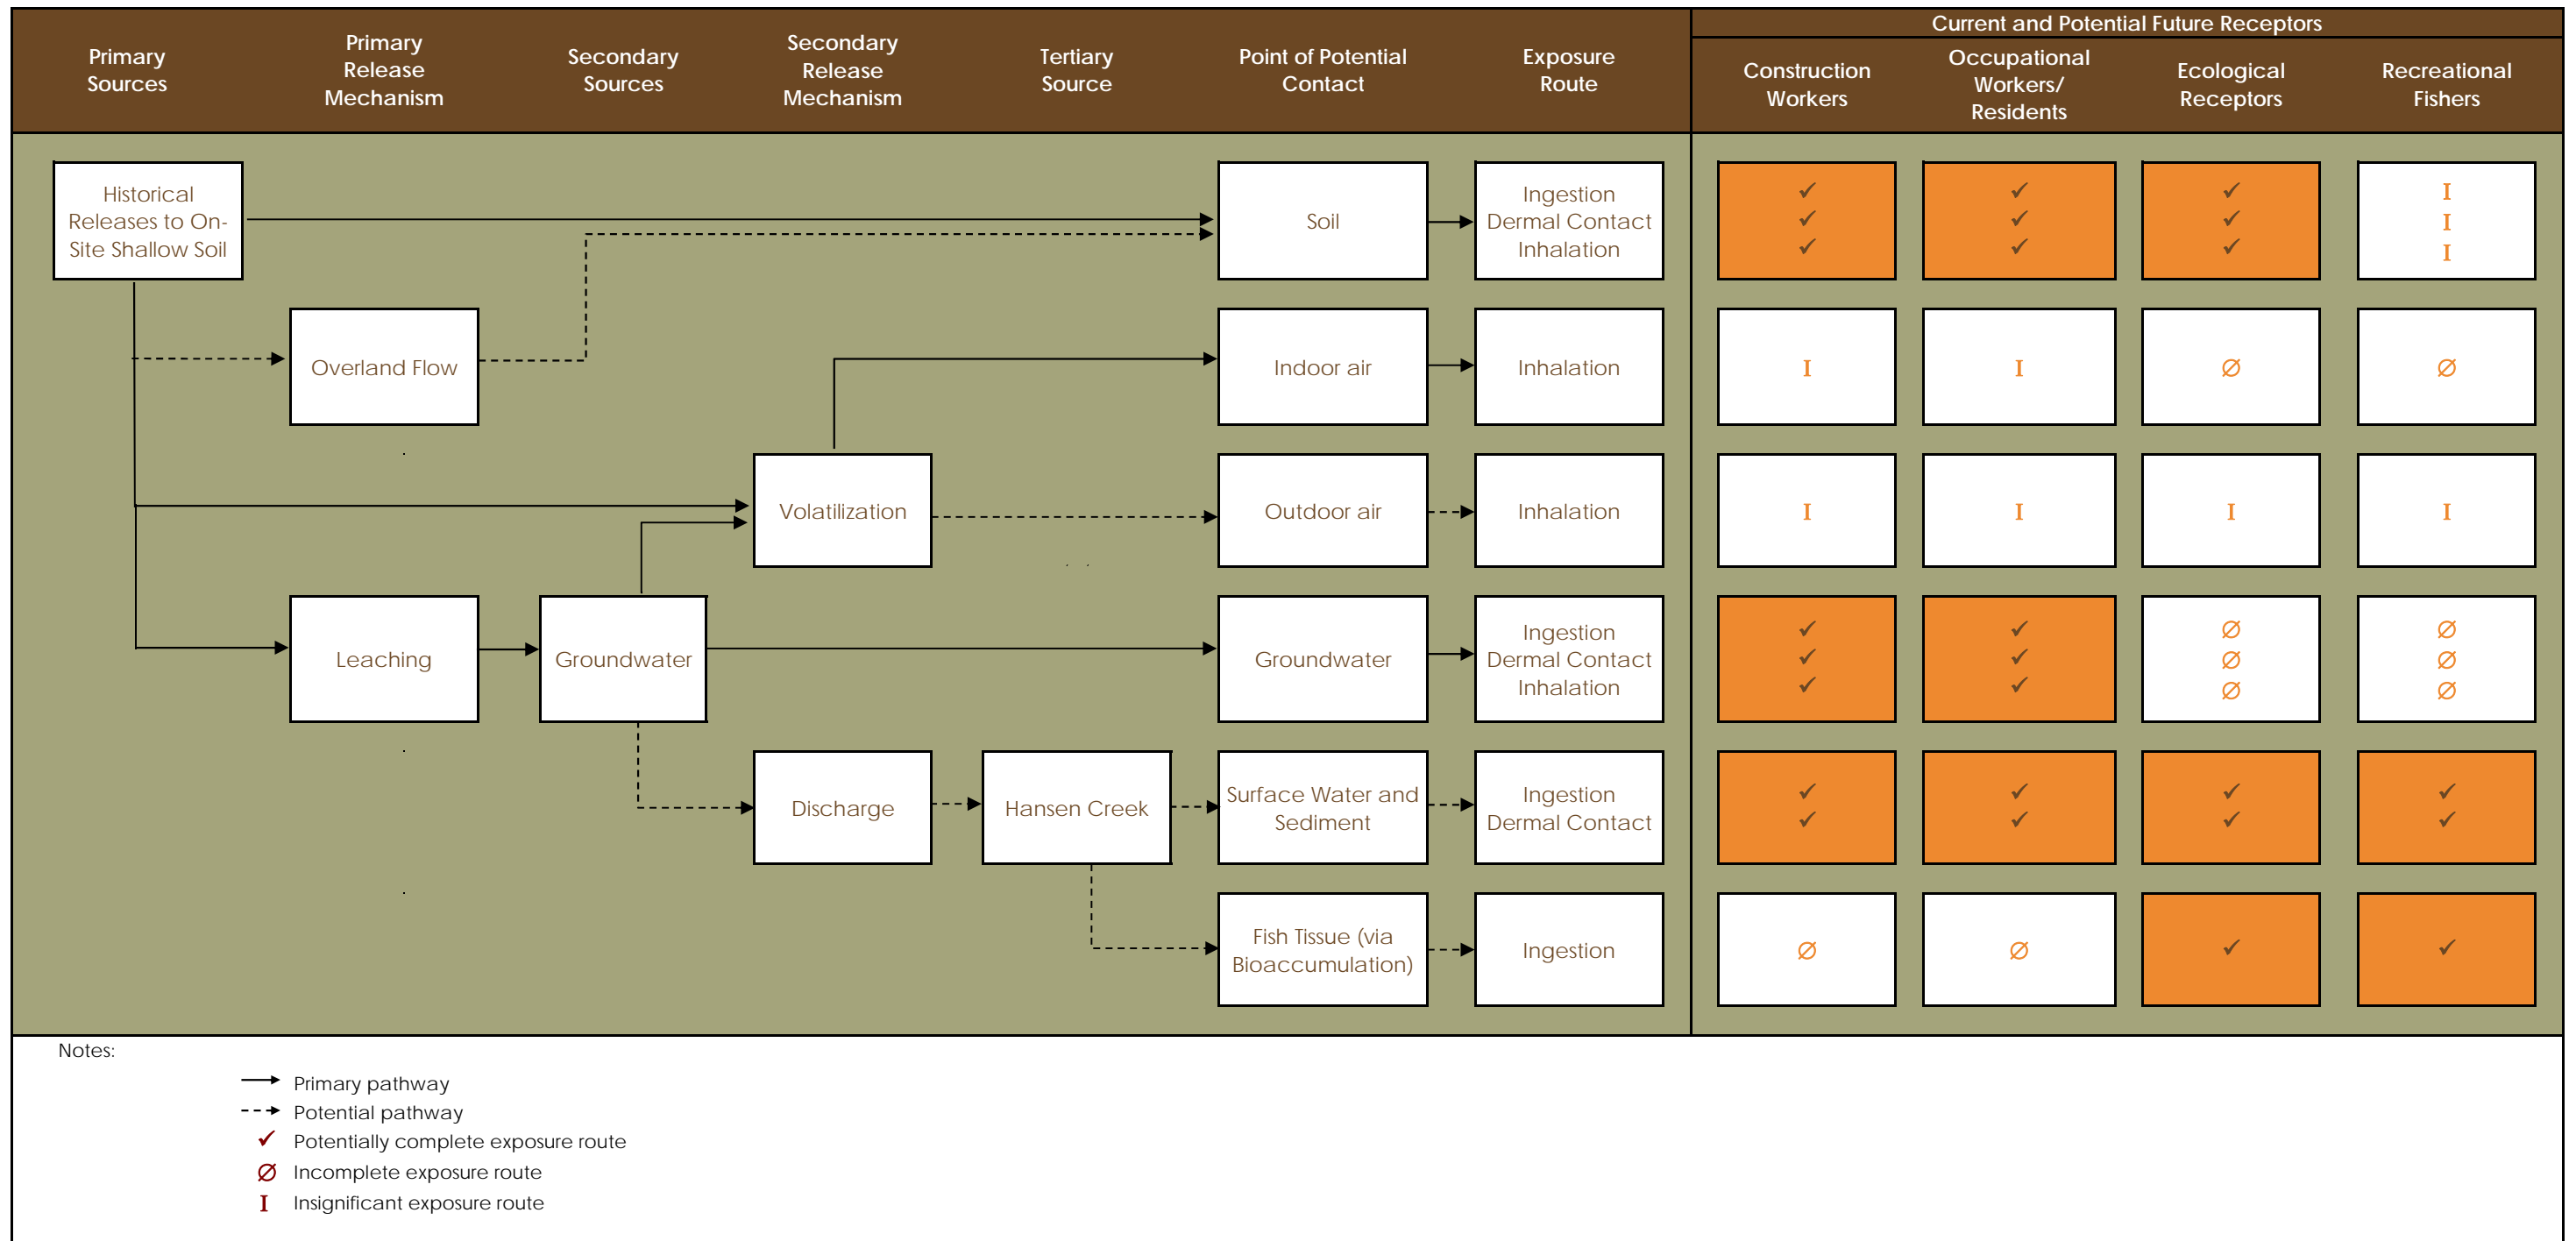 Current and Potential Future Receptors
Primary
Sources
Primary
Release
Mechanism
Secondary
Sources
Secondary
Release
Mechanism
Tertiary
Source
Point of Potential
Contact
Exposure
Route
Construction
Workers
Occupational
Workers/
Residents
Ecological
Receptors
Recreational
Fishers
Historical
Releases to On-
Site Shallow Soil
Soil
Ingestion
Dermal Contact
Inhalation
✓
✓
✓
✓
✓
✓
✓
✓
✓
I
I
I
Overland Flow
Indoor air
Inhalation
I
I
∅
∅
Volatilization
Outdoor air
Inhalation
I
I
I
I
Leaching
Groundwater
Groundwater
Ingestion
Dermal Contact
Inhalation
✓
✓
✓
✓
✓
✓
∅
∅
∅
∅
∅
∅
Discharge
Hansen Creek
Surface Water and
Sediment
Ingestion
Dermal Contact
✓
✓
✓
✓
✓
✓
✓
✓
Fish Tissue (via
Bioaccumulation)
Ingestion
∅
∅
✓
✓
Notes:
Primary pathway
Potential pathway
✓ Potentially complete exposure route
∅ Incomplete exposure route
I Insignificant exposure route